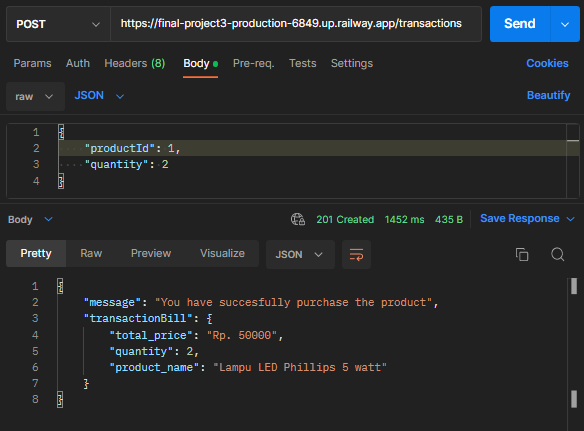 POST https://final-project3-production-6849.up.railway.app/transactions Send
Params Auth Headers (8) Body Pre-req. Tests Settings Cookies
raw JSON Beautify
1 {
2 "productId": 1,
3 "quantity": 2
4 }
Body 201 Created 1452 ms 435 B Save Response
Pretty Raw Preview Visualize JSON
1 {
2 "message": "You have succesfully purchase the product",
3 "transactionBill": {
4 "total_price": "Rp. 50000",
5 "quantity": 2,
6 "product_name": "Lampu LED Phillips 5 watt"
7 }
8 }